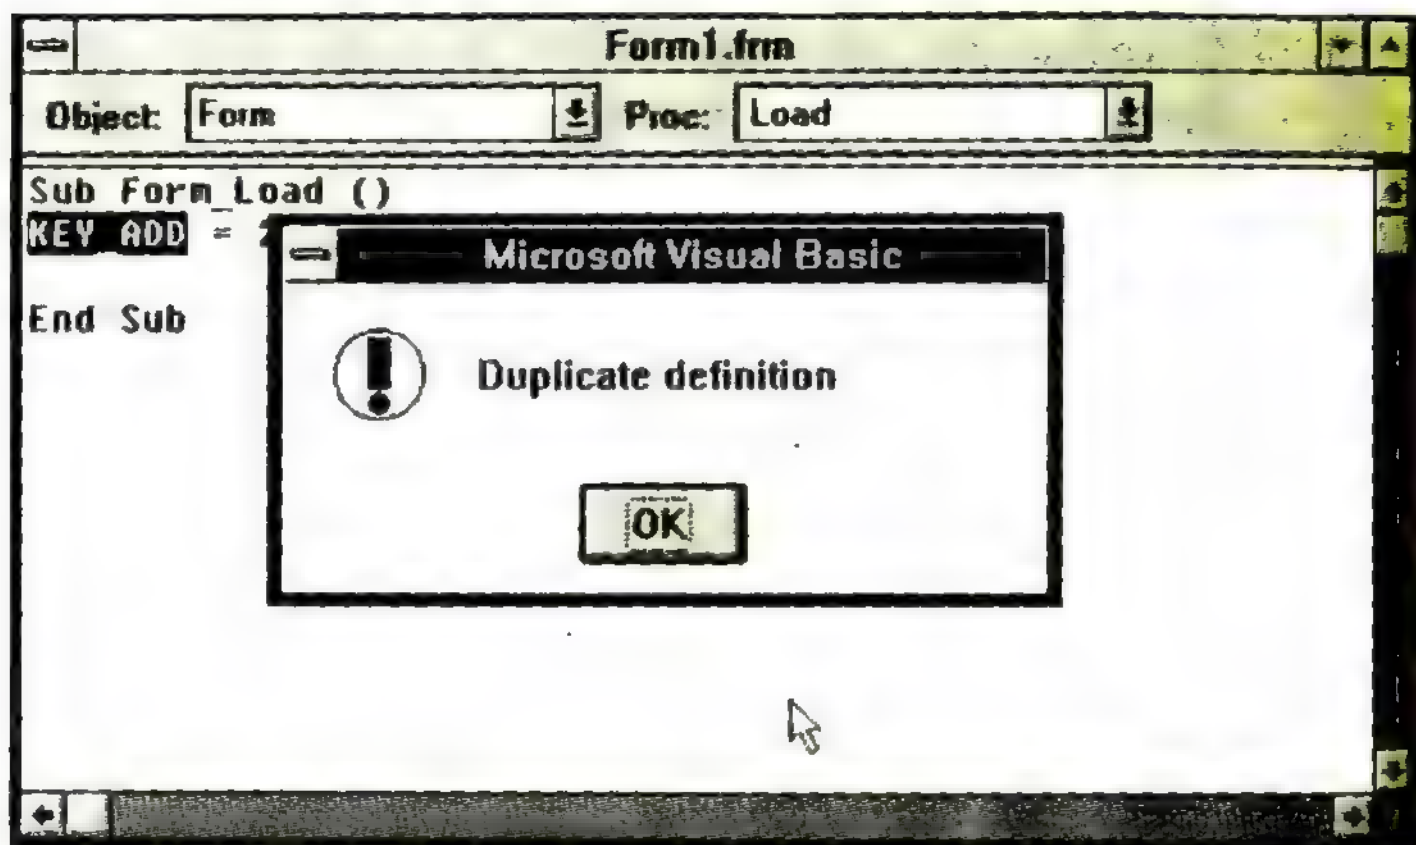 Form1.frm
Object: Form Proc: Load
Sub Form_Load ()
KEY_ADD =
Microsoft Visual Basic
End Sub
Duplicate definition
OK